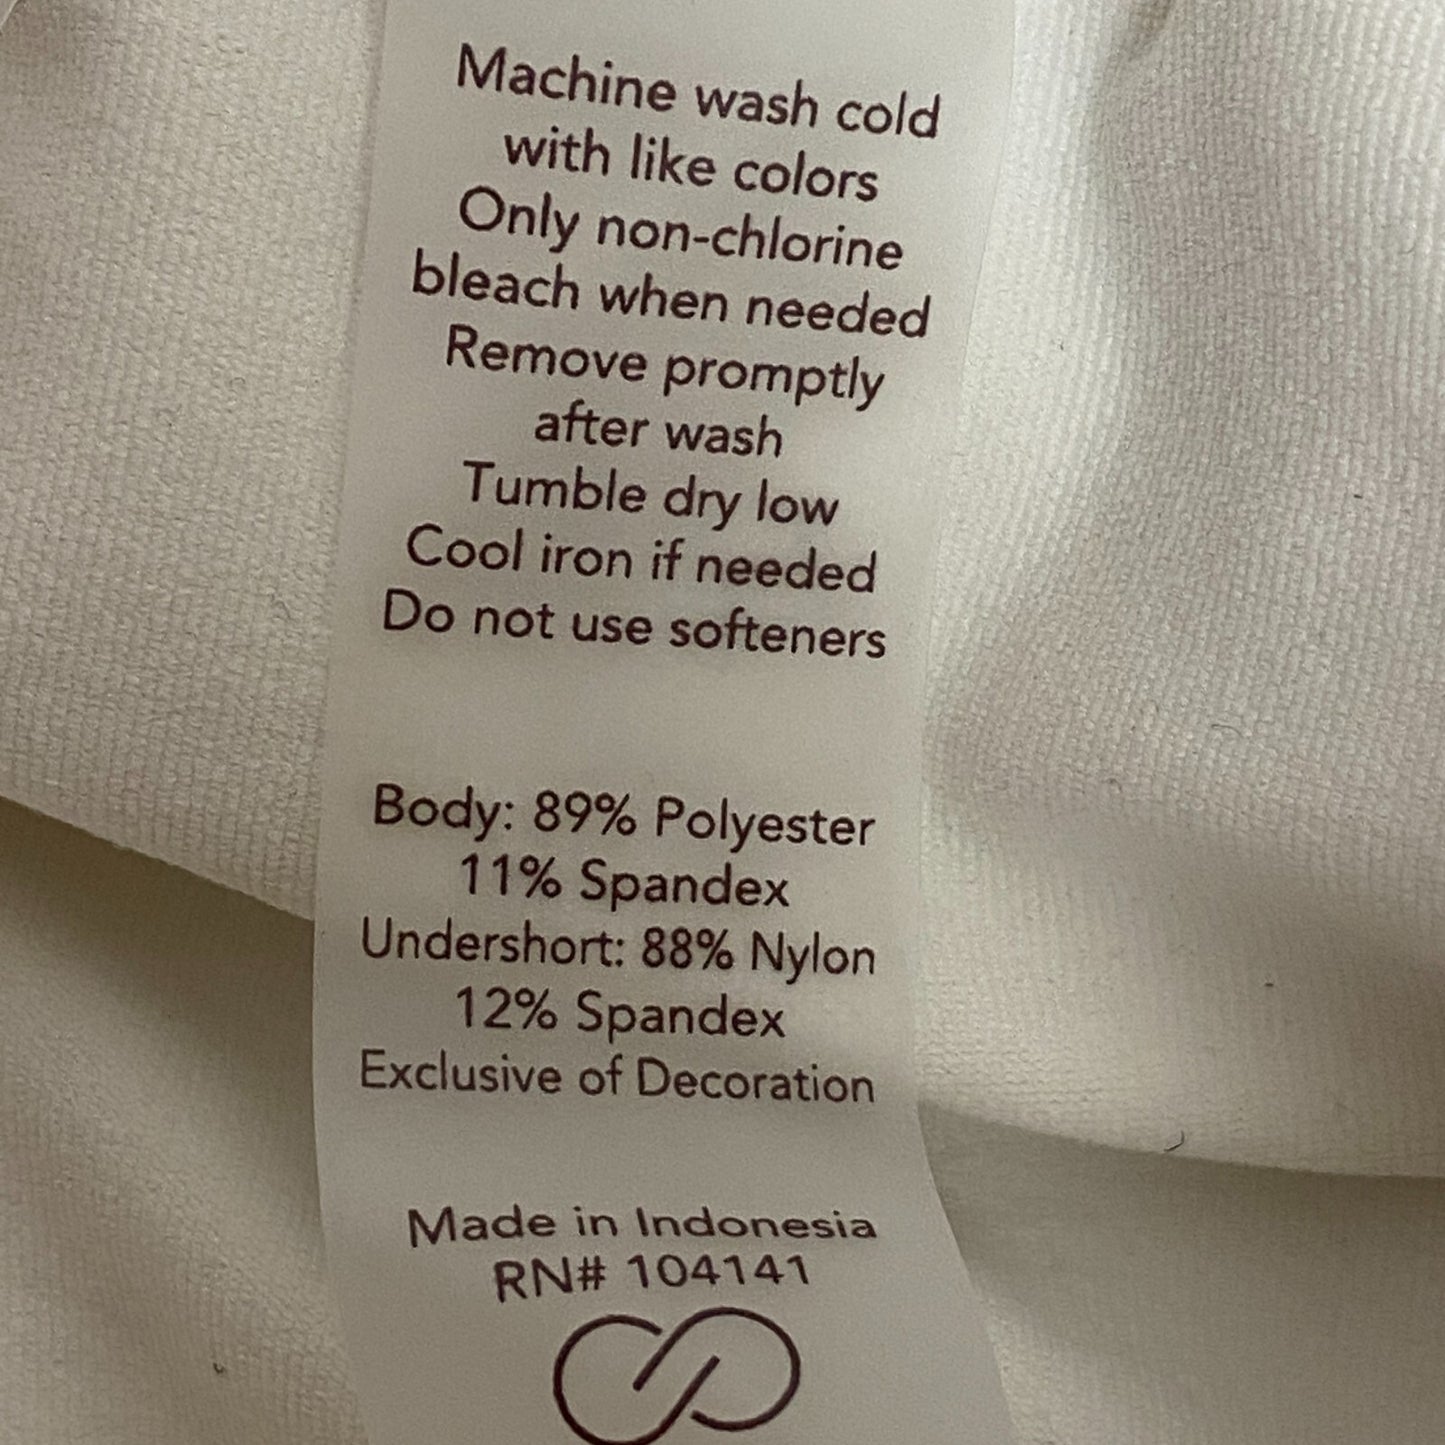 Machine wash cold
with like colors
Only non-chlorine
bleach when needed
Remove promptly
after wash
Tumble dry low
Cool iron if needed
Do not use softeners
Body: 89% Polyester
11% Spandex
Undershort: 88% Nylon
12% Spandex
Exclusive of Decoration
Made in Indonesia
RN# 104141